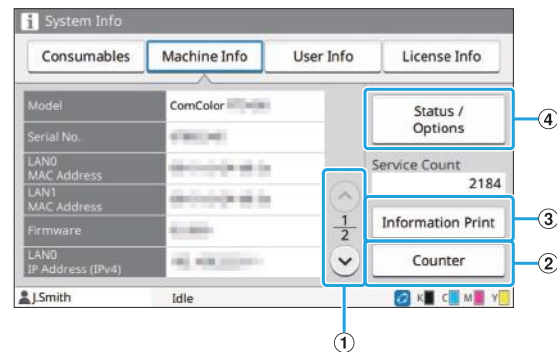 i System Info
Consumables Machine Info User Info License Info
Model ComColor
Serial No.
LAN0
MAC Address
LAN1
MAC Address
Firmware
LAN0
IP Address (IPv4)
1
2
Status /
Options
4
Service Count
2184
Information Print
3
Counter
2
J.Smith Idle K C M Y
1